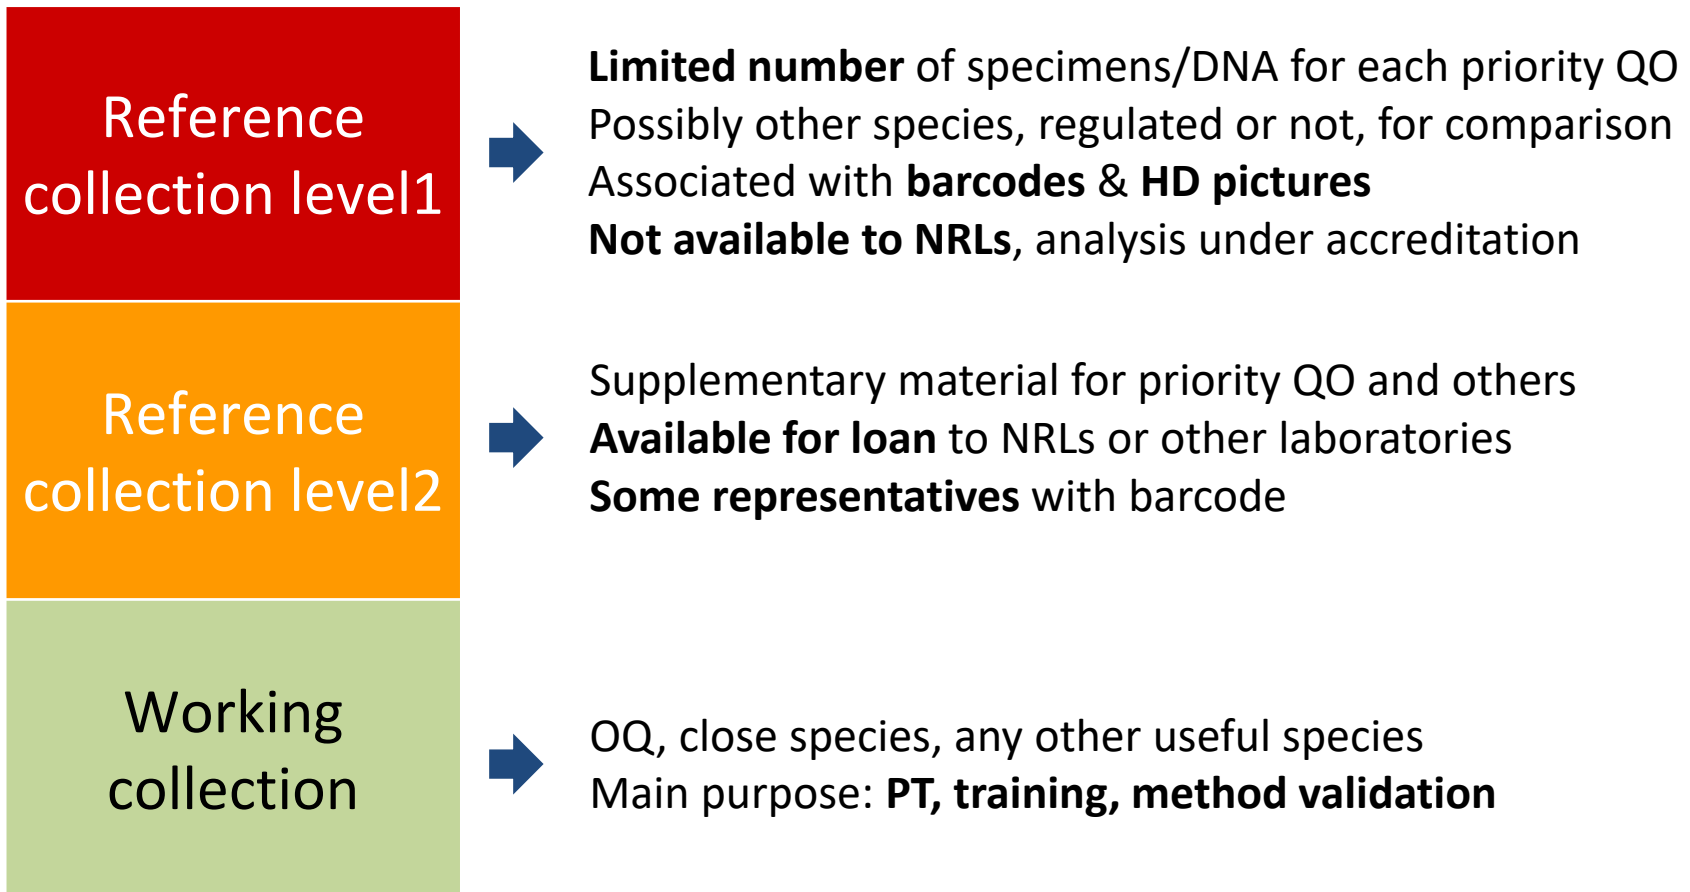 Reference
collection level1
Limited number of specimens/DNA for each priority QO
Possibly other species, regulated or not, for comparison
Associated with barcodes & HD pictures
Not available to NRLs, analysis under accreditation
Reference
collection level2
Supplementary material for priority QO and others
Available for loan to NRLs or other laboratories
Some representatives with barcode
Working
collection
OQ, close species, any other useful species
Main purpose: PT, training, method validation